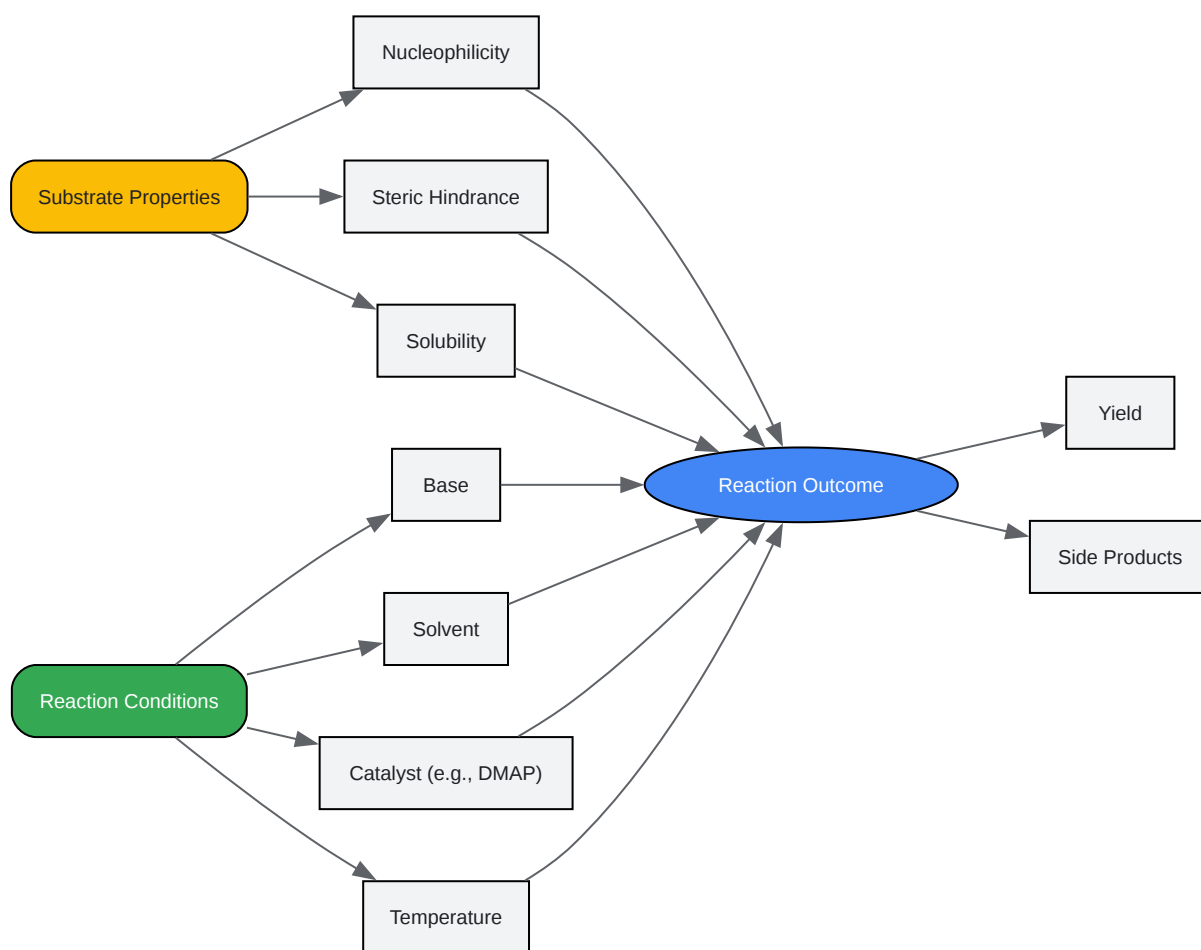 Nucleophilicity
Substrate Properties
Steric Hindrance
Solubility
Yield
Base
Reaction Outcome
Side Products
Solvent
Reaction Conditions
Catalyst (e.g., DMAP)
Temperature